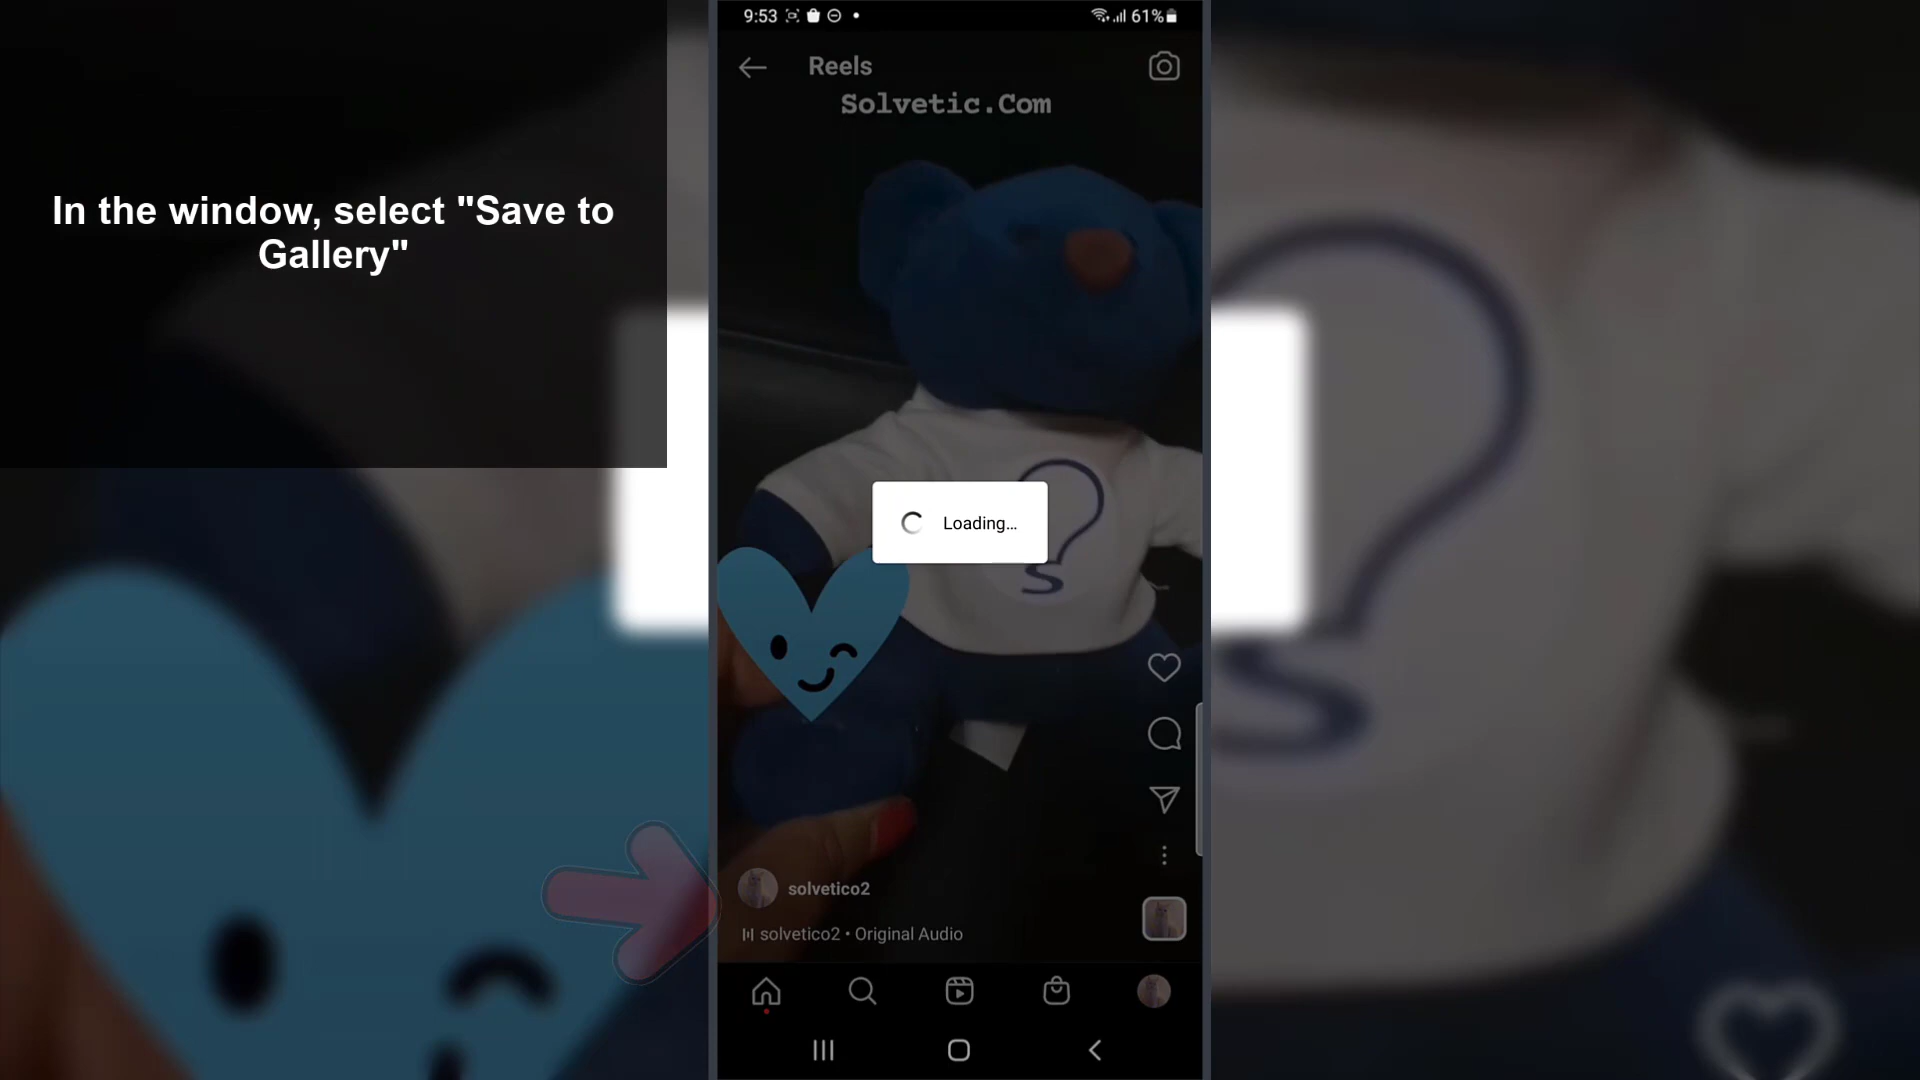 In the window, select "Save to
Gallery"
9:53
61%
Reels
Solvetic.Com
Loading...
S
solvetico2
solvetico2 • Original Audio